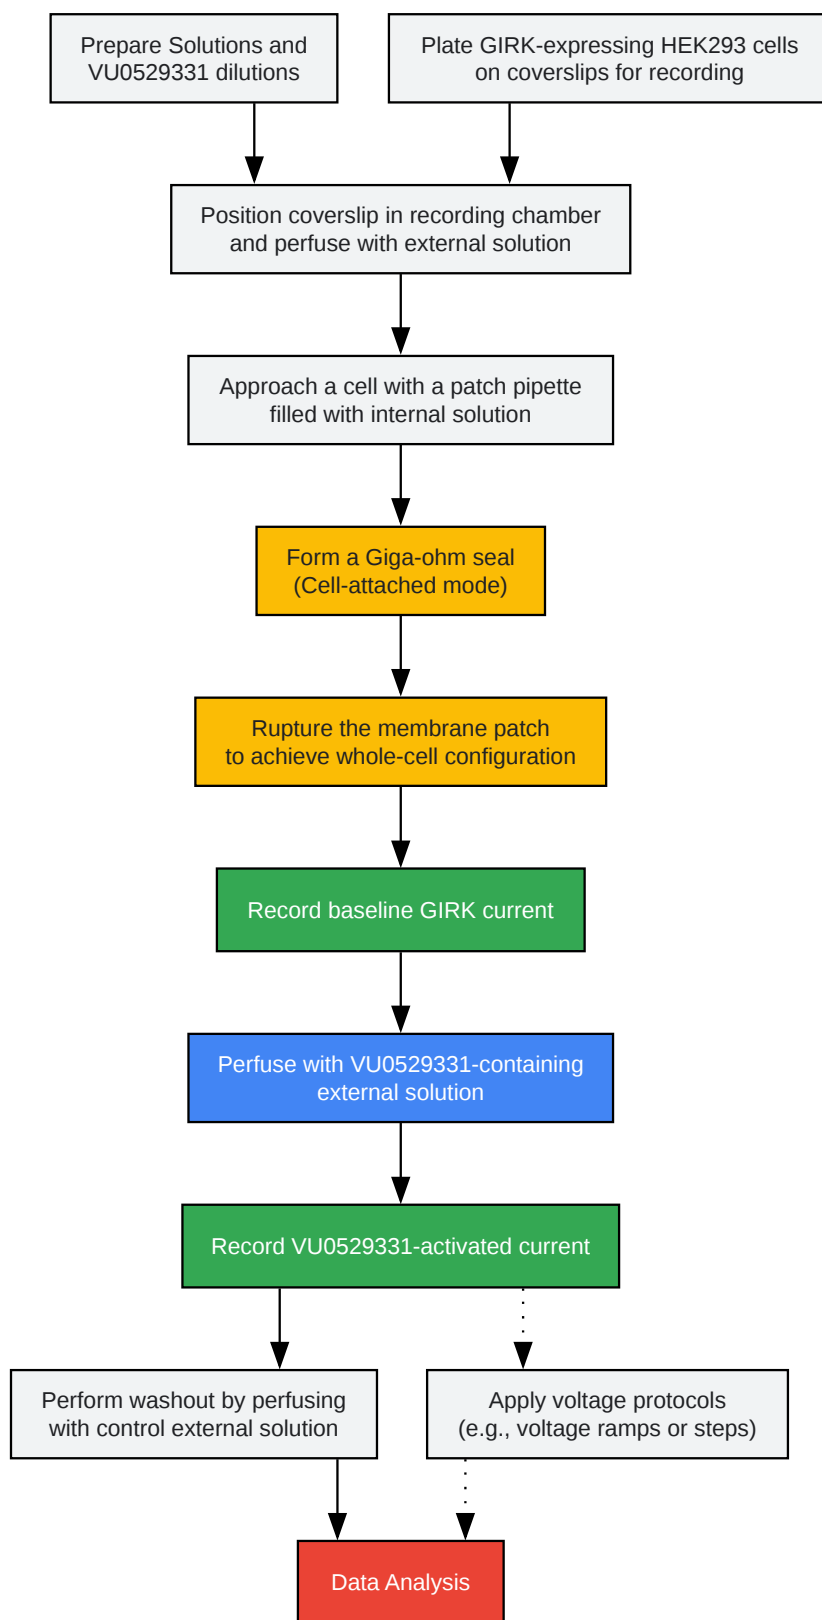 Prepare Solutions and
VU0529331 dilutions
Plate GIRK-expressing HEK293 cells
on coverslips for recording
Position coverslip in recording chamber
and perfuse with external solution
Approach a cell with a patch pipette
filled with internal solution
Form a Giga-ohm seal
(Cell-attached mode)
Rupture the membrane patch
to achieve whole-cell configuration
Record baseline GIRK current
Perfuse with VU0529331-containing
external solution
Record VU0529331-activated current
Perform washout by perfusing
with control external solution
Apply voltage protocols
(e.g., voltage ramps or steps)
Data Analysis